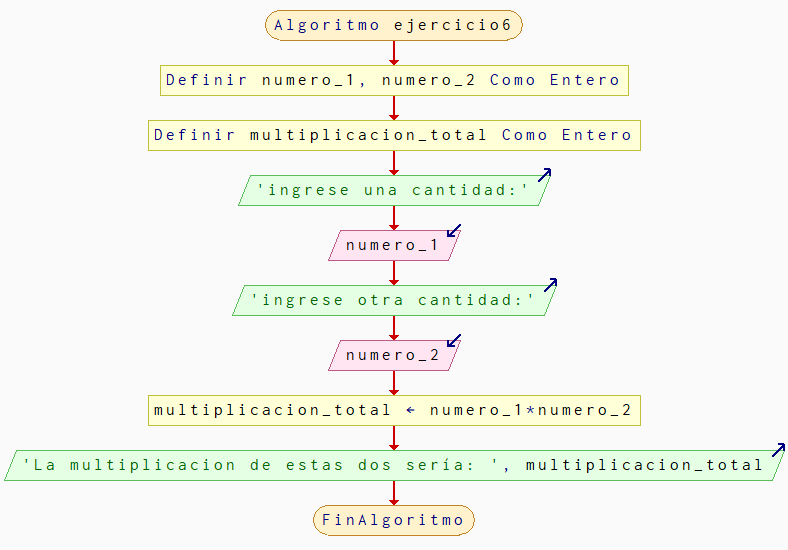 Algoritmo ejercicio6
Definir numero_1, numero_2 Como Entero
Definir multiplicacion_total Como Entero
'ingrese una cantidad:'
numero_1
'ingrese otra cantidad:'
numero_2
multiplicacion_total ← numero_1*numero_2
'La multiplicacion de estas dos sería: ', multiplicacion_total
FinAlgoritmo